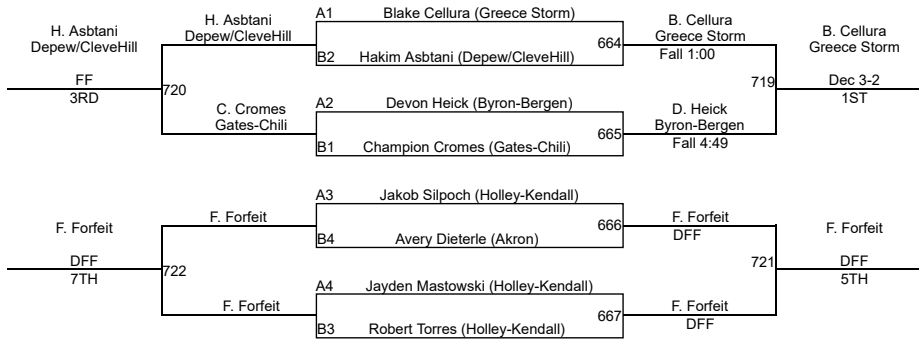 H. Asbtani
Depew/CleveHill
FF
3RD
720
H. Asbtani
Depew/CleveHill
C. Cromes
Gates-Chili
A1 Blake Cellura (Greece Storm)
B2 Hakim Asbtani (Depew/CleveHill)
664
A2 Devon Heick (Byron-Bergen)
B1 Champion Cromes (Gates-Chili)
665
B. Cellura
Greece Storm
Fall 1:00
D. Heick
Byron-Bergen
Fall 4:49
719
B. Cellura
Greece Storm
Dec 3-2
1ST
F. Forfeit
DFF
7TH
722
F. Forfeit
F. Forfeit
A3 Jakob Silpoch (Holley-Kendall)
B4 Avery Dieterle (Akron)
666
A4 Jayden Mastowski (Holley-Kendall)
B3 Robert Torres (Holley-Kendall)
667
F. Forfeit
DFF
F. Forfeit
DFF
721
F. Forfeit
DFF
5TH